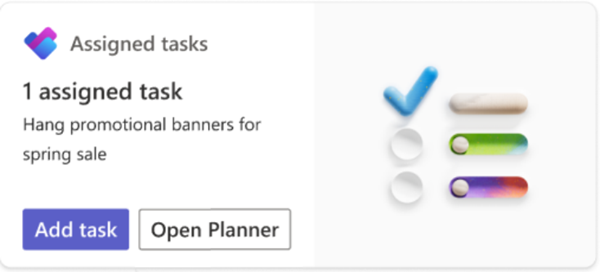 Assigned tasks
1 assigned task
Hang promotional banners for
spring sale
Add task
Open Planner